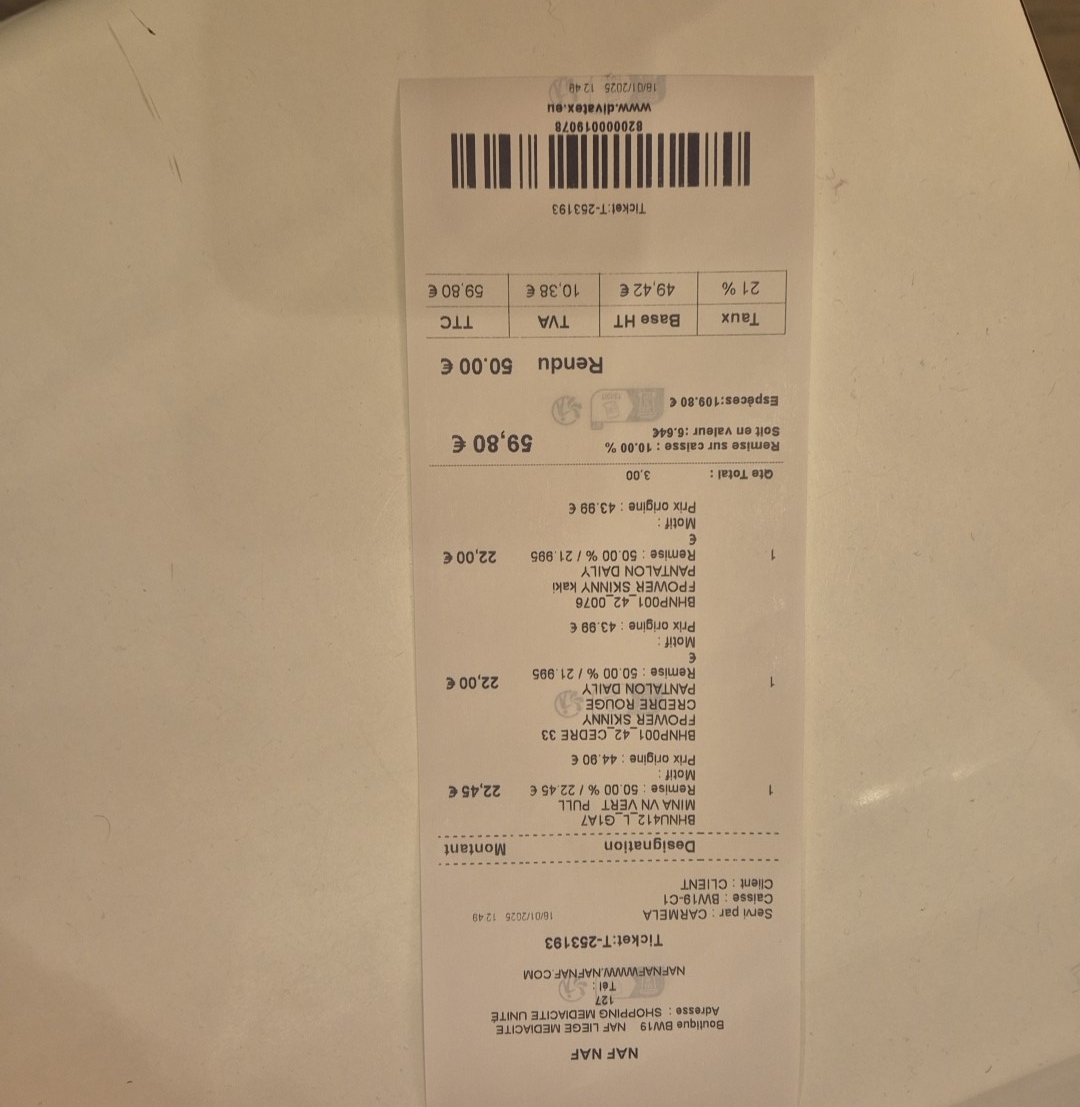 NAF NAF
Boutique BW19 NAF LIEGE MEDIACITE
Adresse : SHOPPING MEDIACITE UNITÉ
127
Tél :
NAFNAFWWW.NAFNAF.COM
Ticket:T-253193
Servi par : CARMELA 18/01/2025 12:49
Caisse : BW19-C1
Client : CLIENT
Designation Montant
BHNU412_L_G1A7
MINA VN VERT PULL
1 Remise : 50.00 % / 22.45 € 22,45 €
Motif :
Prix origine : 44.90 €
BHNP001_42_CEDRE 33
FPOWER SKINNY
CREDRE ROUGE
PANTALON DAILY
1 Remise : 50.00 % / 21.995 22,00 €
€
Motif :
Prix origine : 43.99 €
BHNP001_42_0076
FPOWER SKINNY kaki
PANTALON DAILY
1 Remise : 50.00 % / 21.995 22,00 €
€
Motif :
Prix origine : 43.99 €
Qte Total : 3,00
Remise sur caisse : 10.00 % 59,80 €
Soit en valeur :6.64€
Espèces:109.80 €
Rendu 50.00 €
Taux Base HT TVA TTC
21 % 49,42 € 10,38 € 59,80 €
Ticket:T-253193
8200000019078
www.divatex.eu
18/01/2025 12:49